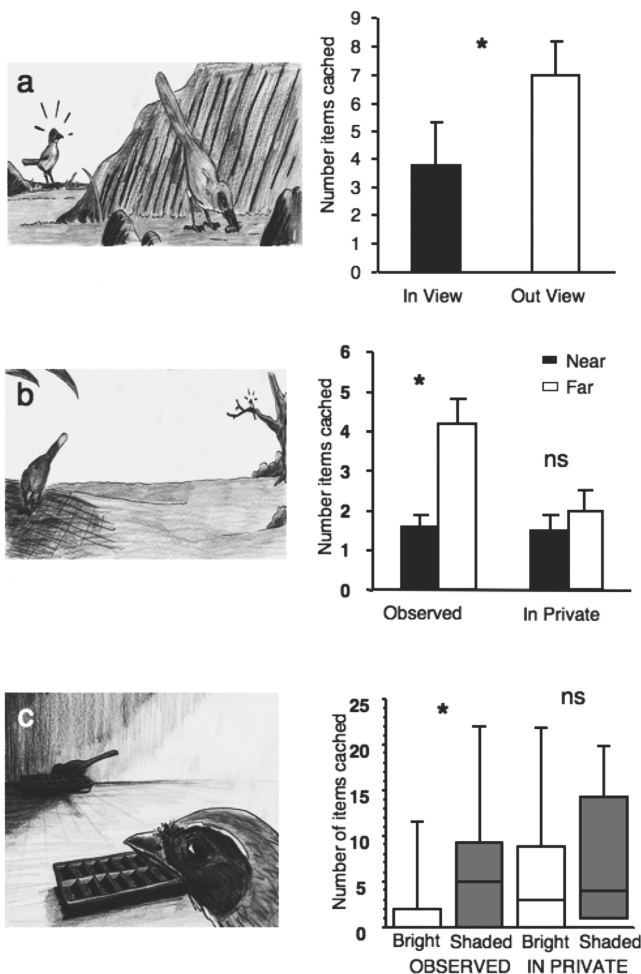 a
Number items cached
9
8
7
6
5
4
3
2
1
0
*
In View Out View
b
Number items cached
6
5
4
3
2
1
0
*
ns
Near
Far
Observed In Private
c
Number of items cached
25
20
15
10
5
0
*
ns
Bright Shaded Bright Shaded
OBSERVED IN PRIVATE